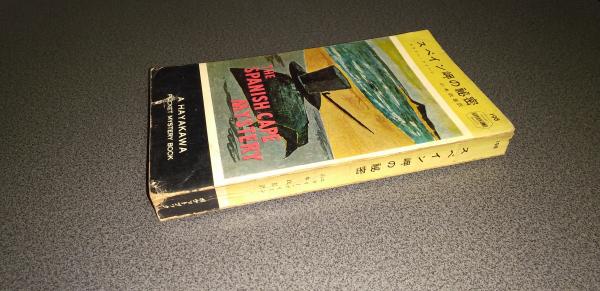 スペイン岬の秘密
198
THE
SPANISH CAPE
MYSTERY
A HAYAKAWA
POCKET MYSTERY BOOK
スペイン岬の秘密